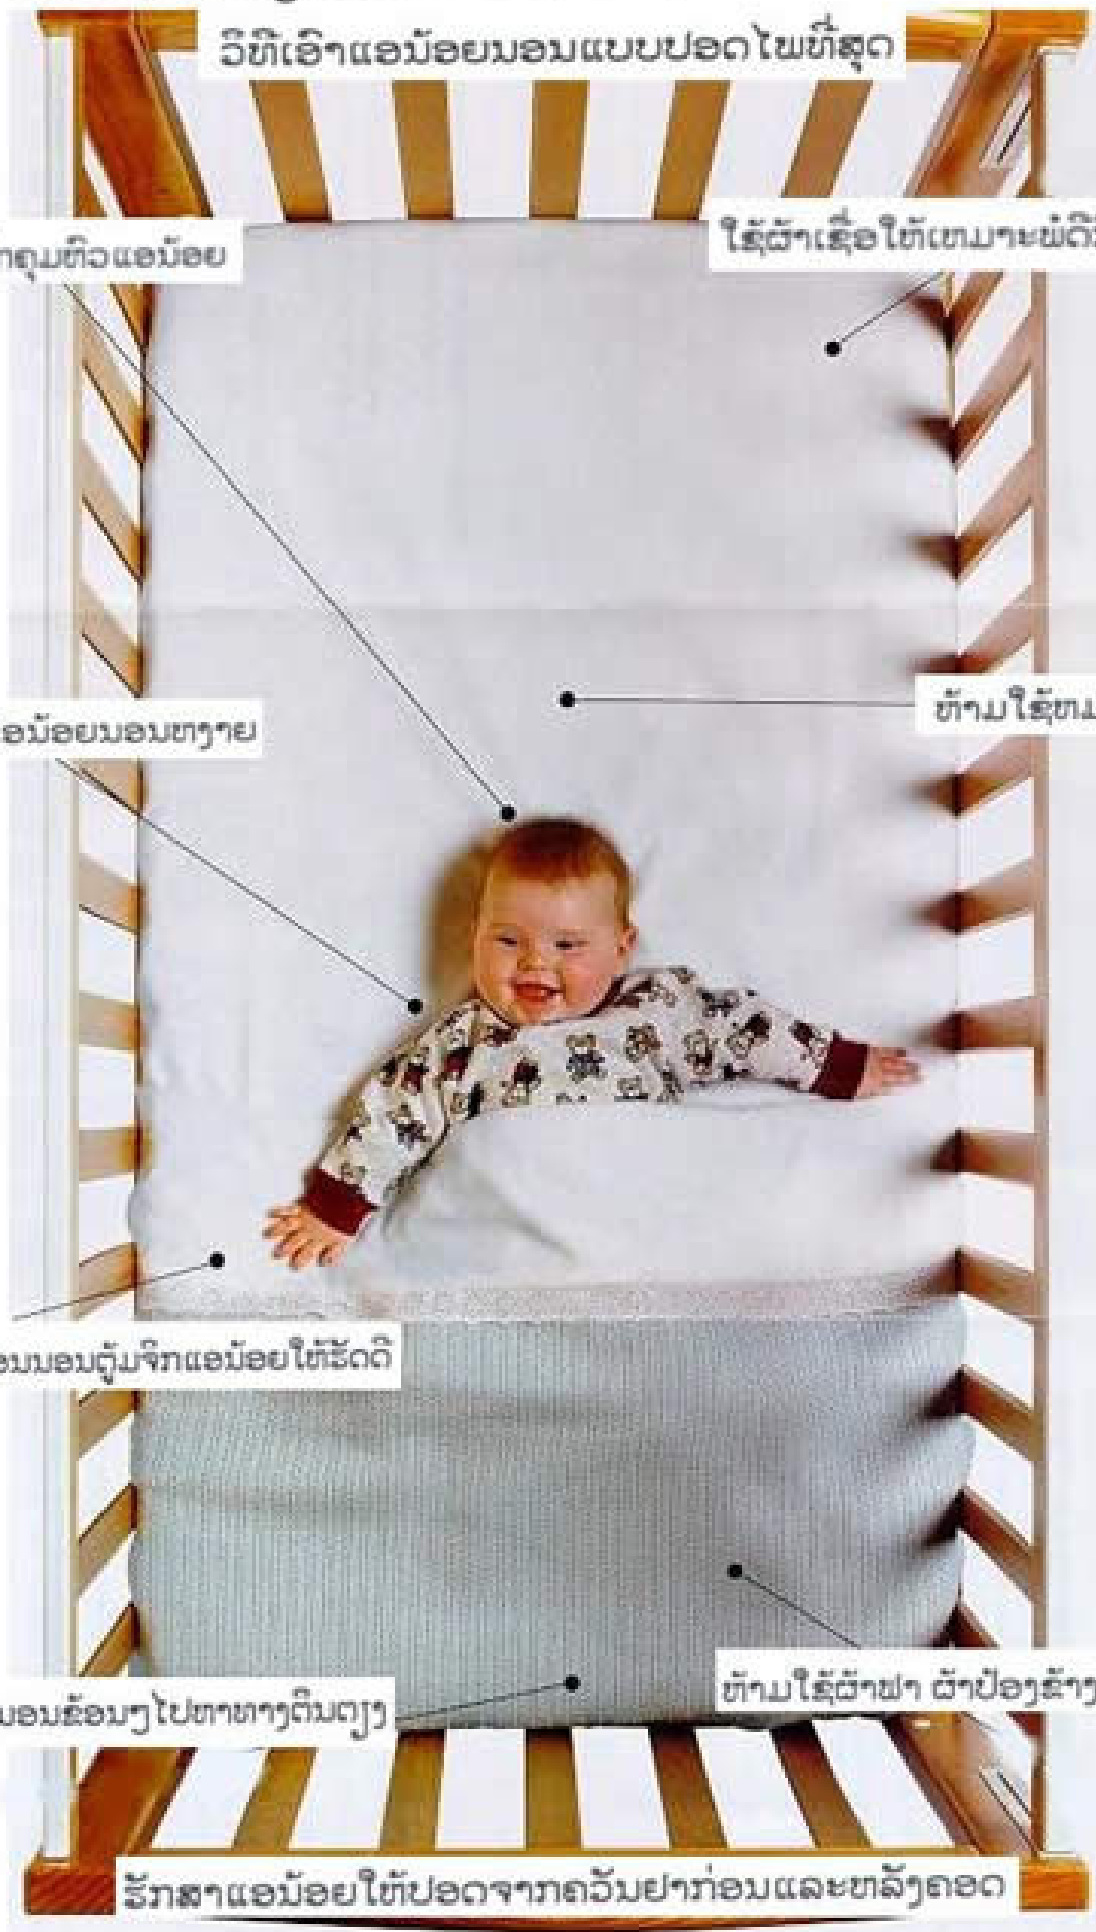 ວິທີເອົາແອນ້ອຍນອນແບບປອດໄພທີ່ສຸດ
ຄຸມຫົວແອນ້ອຍ
ໃຊ້ຜ້າເຊື່ອໃຫ້ເຫມາະພໍດີ
ຫ້າມໃຊ້ຫມ
ອນ້ອຍນອນຫງາຍ
ອນນອນຕູ້ມຈິກແອນ້ອຍໃຫ້ຮັດດີ
ຫ້າມໃຊ້ຜ້າຟາ ຜ້າປ້ອງຂ້າງ
ນອນຂ້ອນໆໄປຫາທາງຕີນຕຽງ
ຮັກສາແອນ້ອຍໃຫ້ປອດຈາກຄວັນຢາກ່ອນແລະຫລັງຄອດ